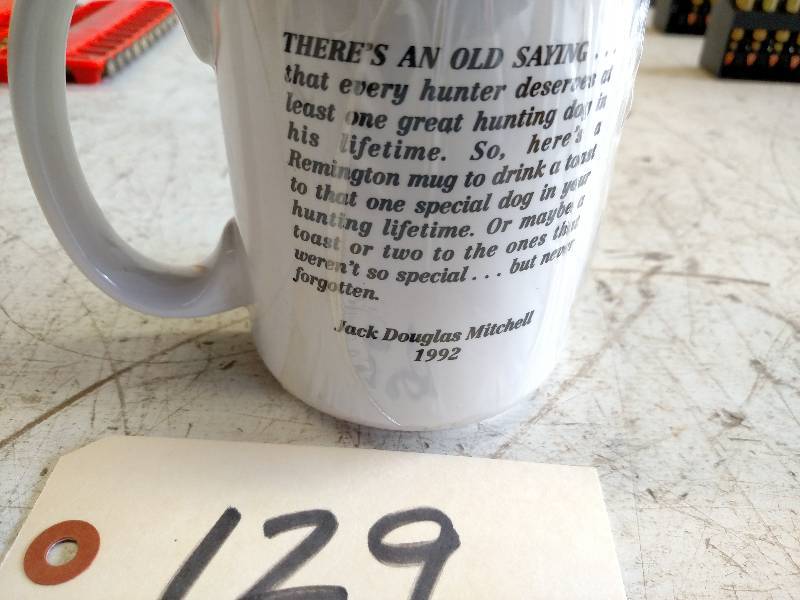 THERE'S AN OLD SAYING...
that every hunter deserves at
least one great hunting dog in
his lifetime. So, here's a
Remington mug to drink a toast
to that one special dog in your
hunting lifetime. Or maybe a
toast or two to the ones that
weren't so special... but never
forgotten.
Jack Douglas Mitchell
1992
129